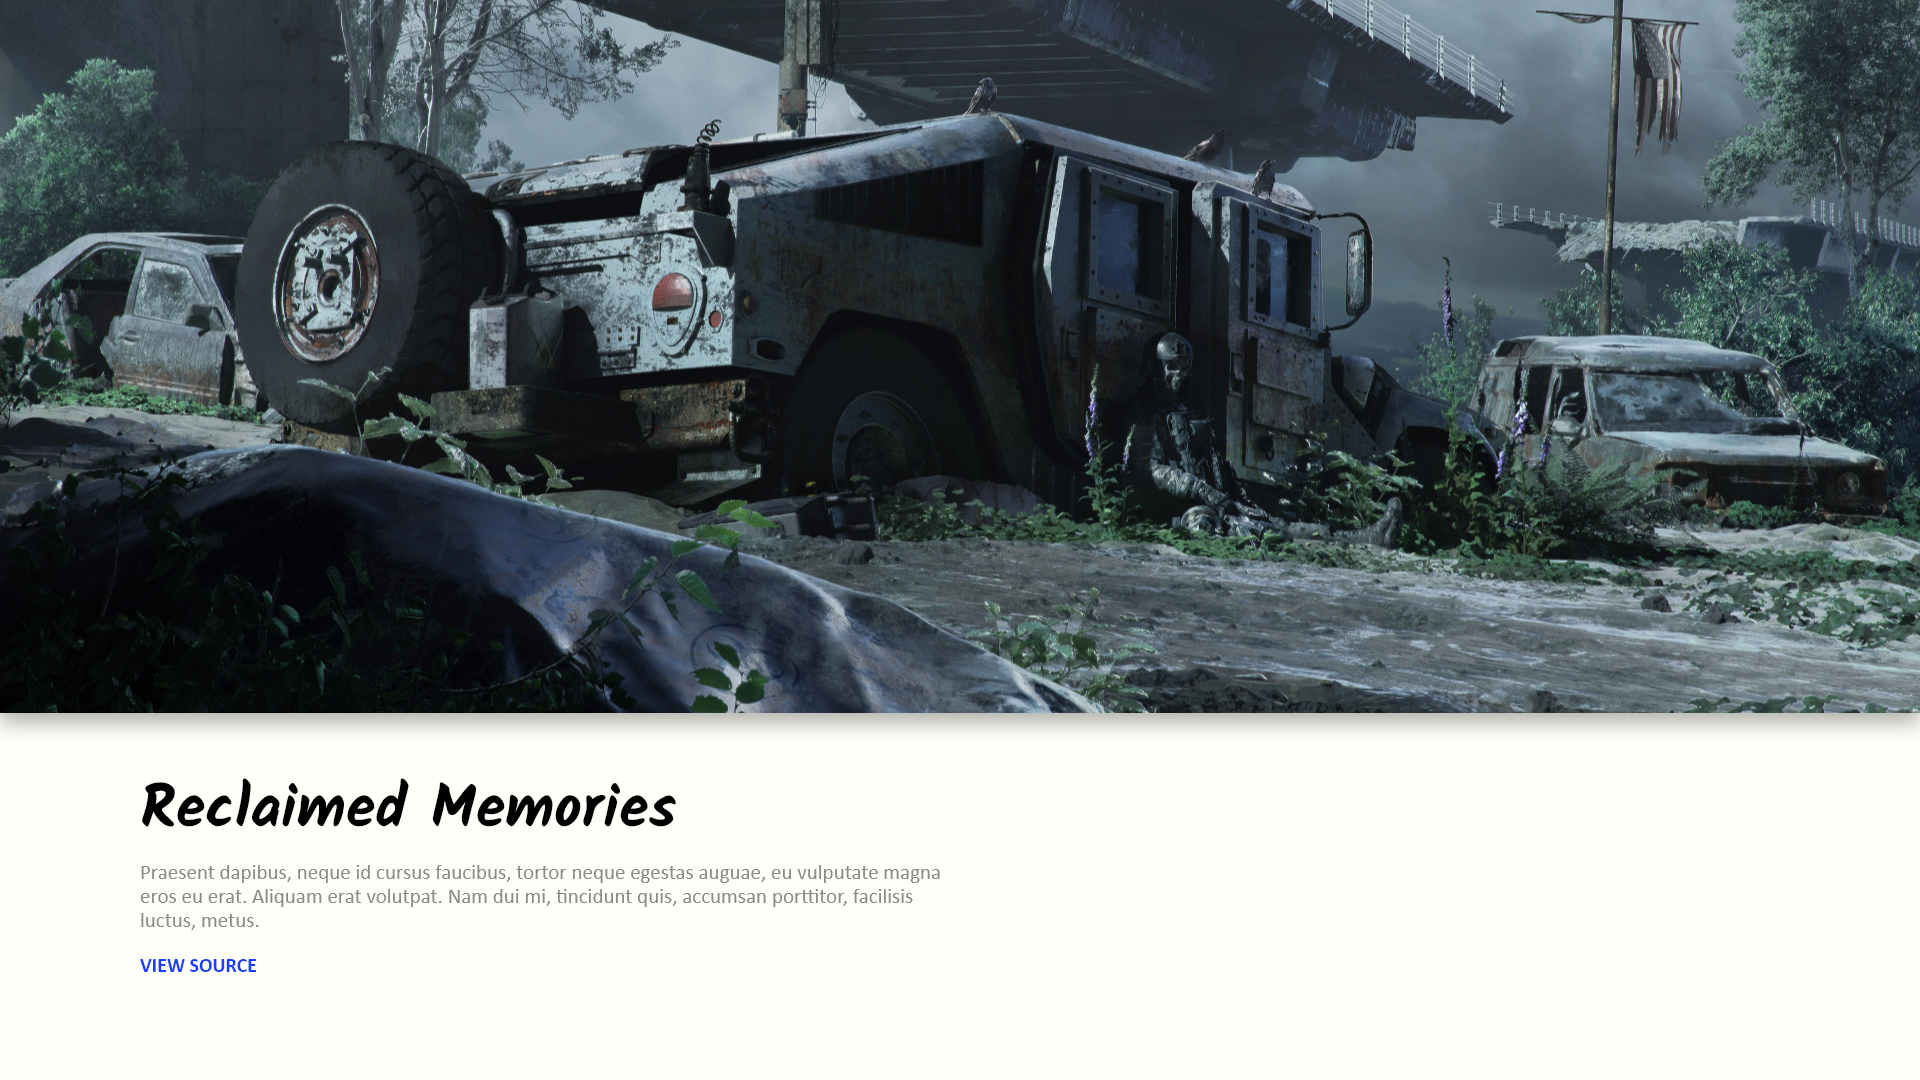 Reclaimed Memories
Praesent dapibus, neque id cursus faucibus, tortor neque egestas auguae, eu vulputate magna
eros eu erat. Aliquam erat volutpat. Nam dui mi, tincidunt quis, accumsan porttitor, facilisis
luctus, metus.
VIEW SOURCE